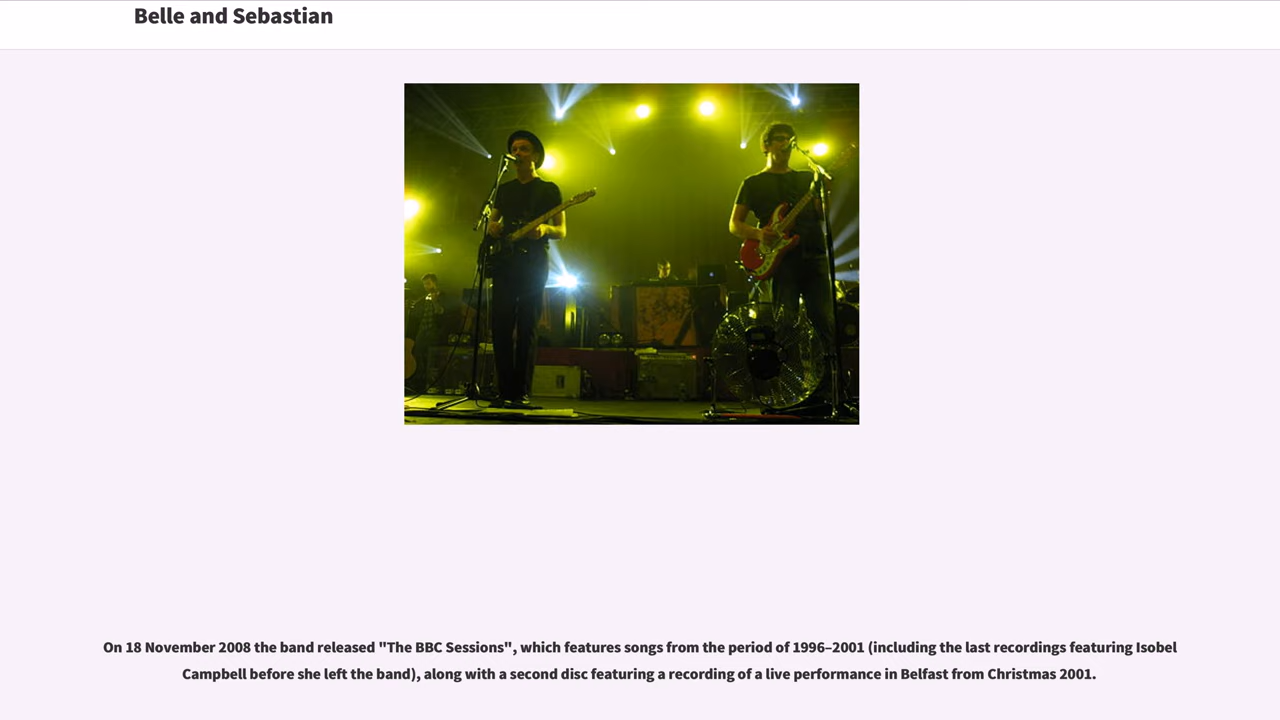 Belle and Sebastian
On 18 November 2008 the band released "The BBC Sessions", which features songs from the period of 1996–2001 (including the last recordings featuring Isobel
Campbell before she left the band), along with a second disc featuring a recording of a live performance in Belfast from Christmas 2001.